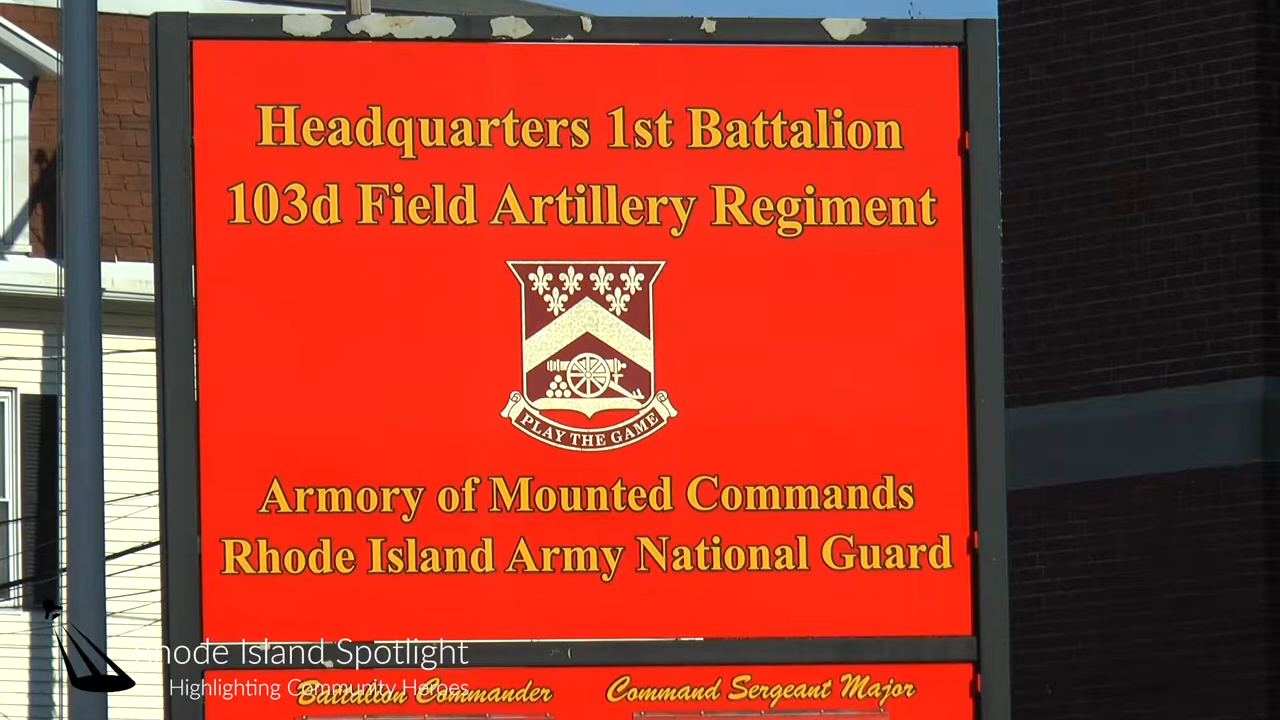 Headquarters 1st Battalion
103d Field Artillery Regiment
PLAY THE GAME
Armory of Mounted Commands
Rhode Island Army National Guard
Rhode Island Spotlight
Highlighting Community Heroes
Battalion Commander
Command Sergeant Major